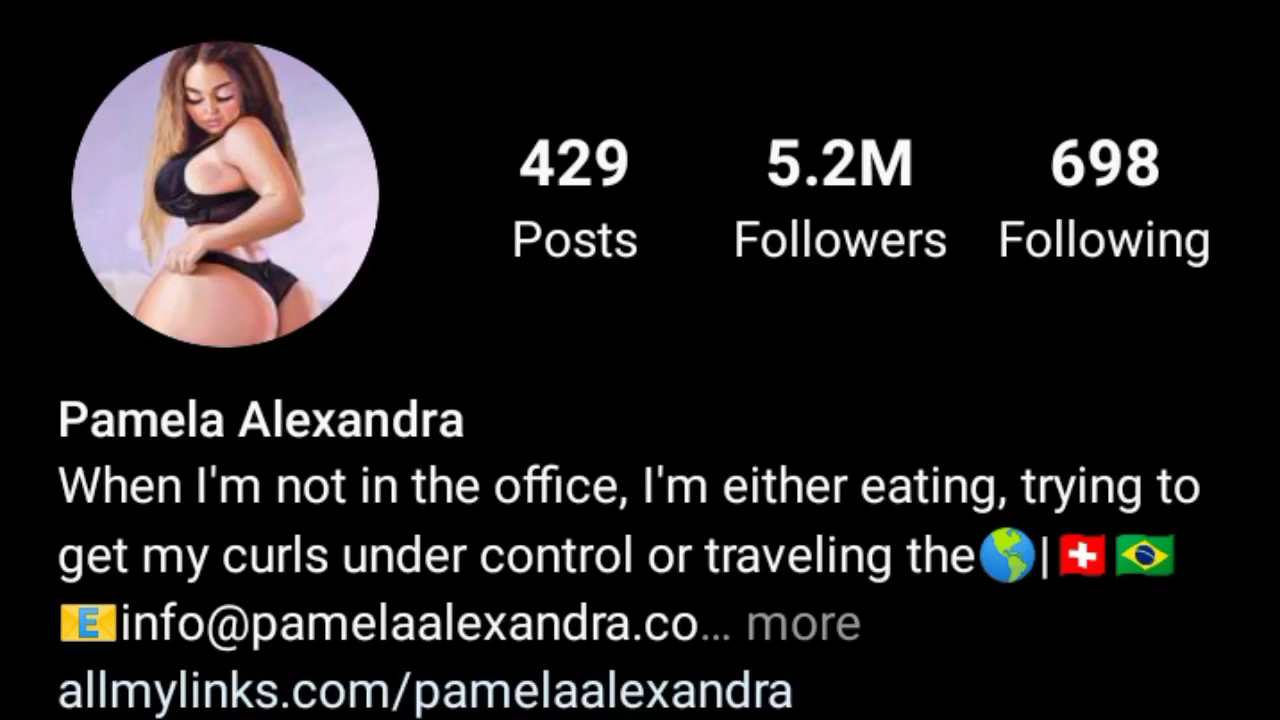 429 5.2M 698
Posts Followers Following
Pamela Alexandra
When I'm not in the office, I'm either eating, trying to
get my curls under control or traveling the🌎|🇨🇭🇧🇷
📧info@pamelaalexandra.co... more
allmylinks.com/pamelaalexandra